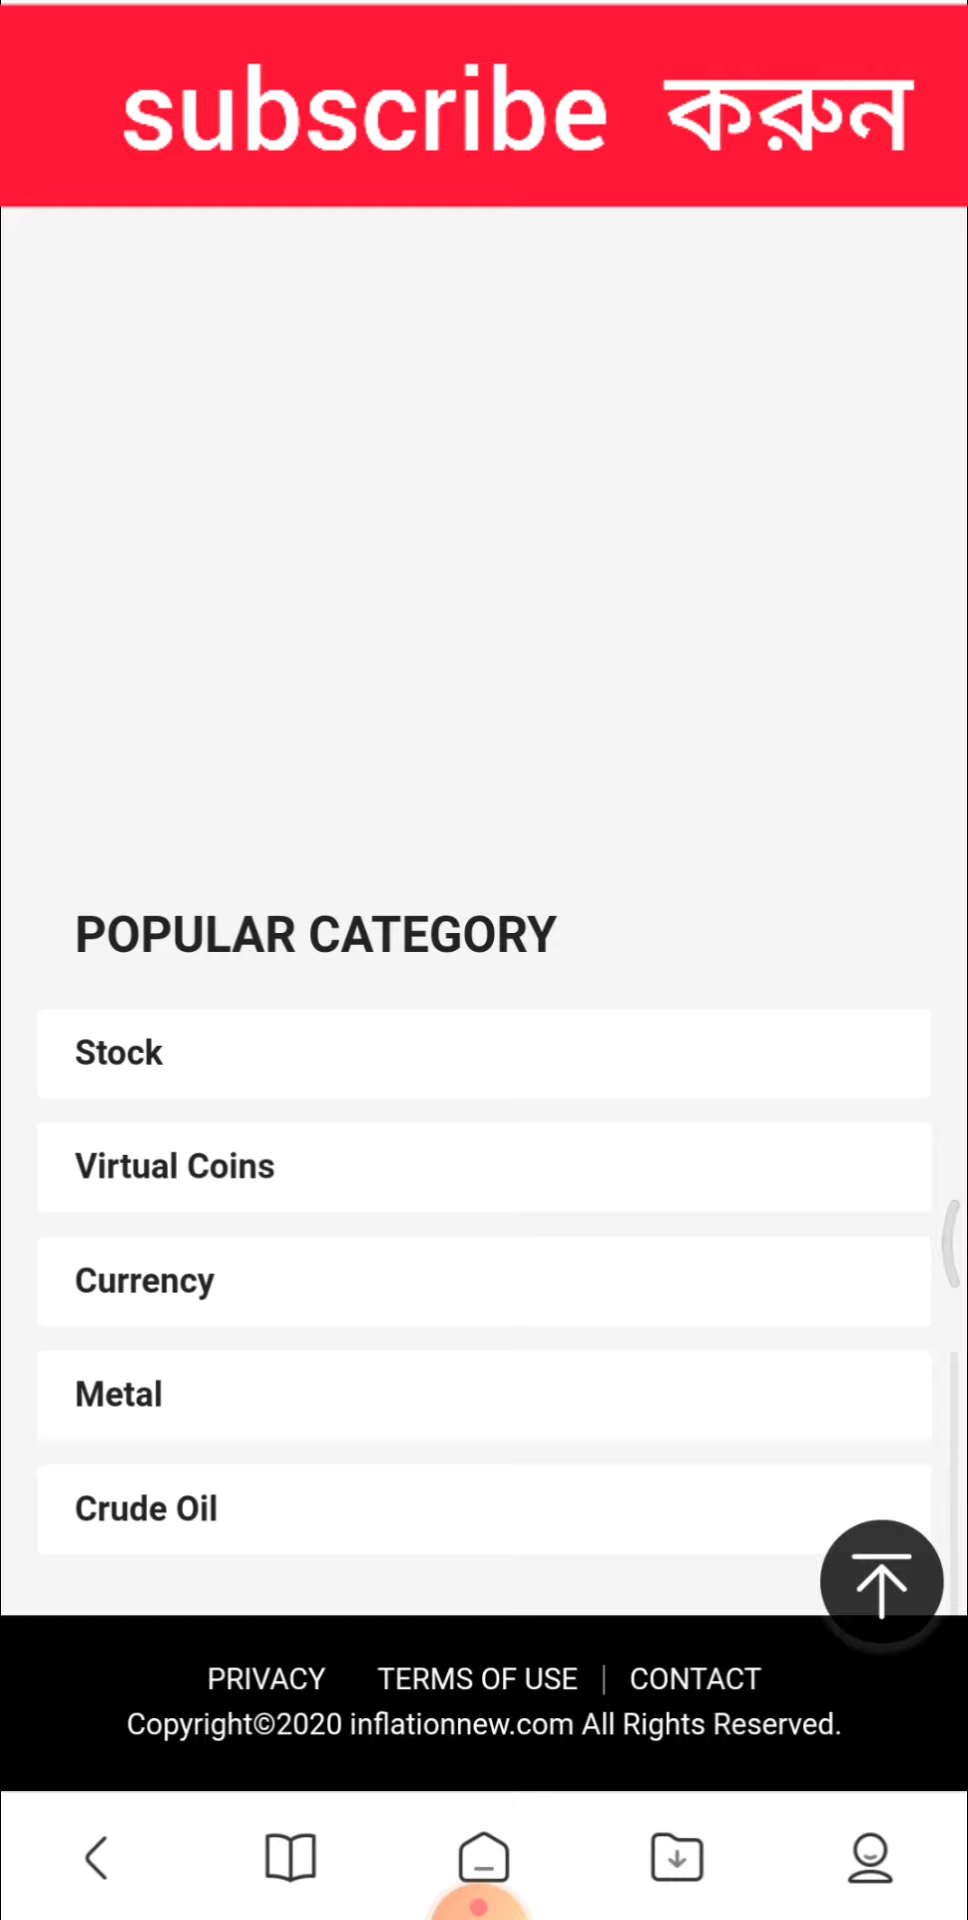 subscribe করুন
POPULAR CATEGORY
Stock
Virtual Coins
Currency
Metal
Crude Oil
PRIVACY TERMS OF USE | CONTACT
Copyright©2020 inflationnew.com All Rights Reserved.